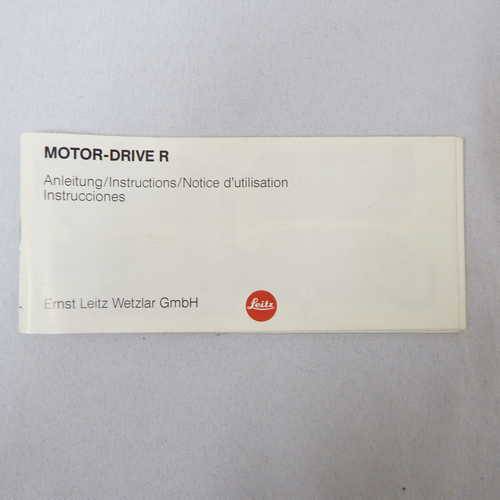 MOTOR-DRIVE R
Anleitung/Instructions/Notice d'utilisation
Instrucciones
Ernst Leitz Wetzlar GmbH
Leitz